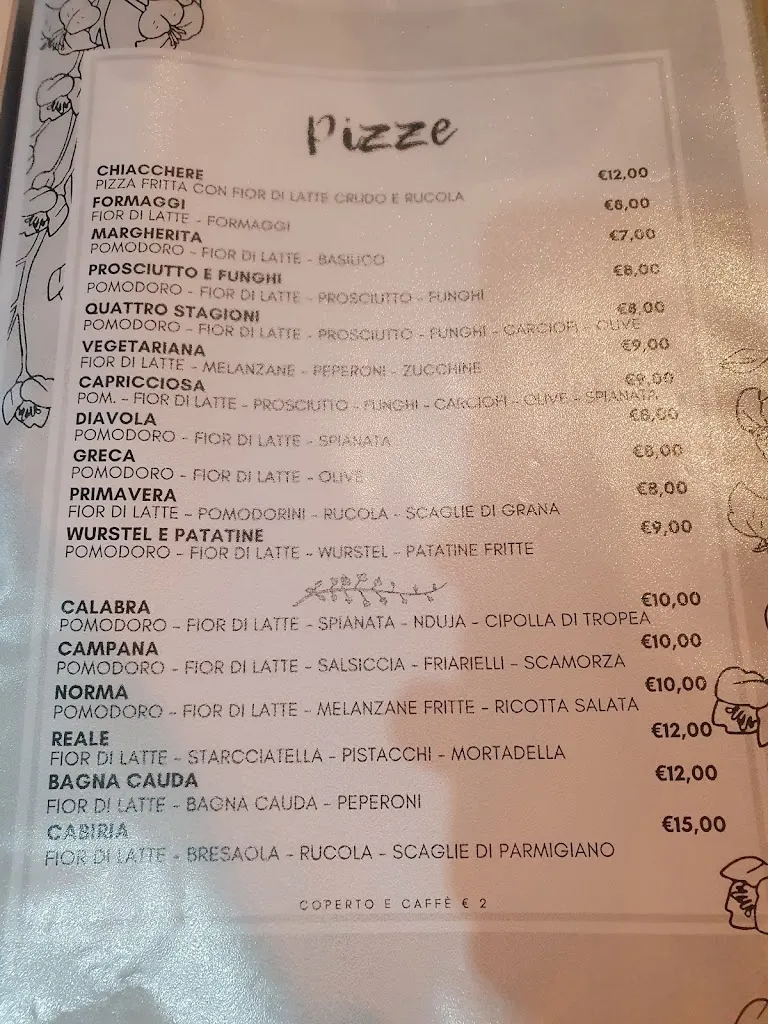 Pizze
CHIACCHERE €12,00
PIZZA FRITTA CON FIOR DI LATTE CRUDO E RUCOLA
FORMAGGI €8,00
FIOR DI LATTE - FORMAGGI
MARGHERITA €7,00
POMODORO - FIOR DI LATTE - BASILICO
PROSCIUTTO E FUNGHI €8,00
POMODORO - FIOR DI LATTE - PROSCIUTTO - FUNGHI
QUATTRO STAGIONI €8,00
POMODORO - FIOR DI LATTE - PROSCIUTTO - FUNGHI - CARCIOFI - OLIVE
VEGETARIANA €9,00
FIOR DI LATTE - MELANZANE - PEPERONI - ZUCCHINE
CAPRICCIOSA €9,00
POM. - FIOR DI LATTE - PROSCIUTTO - FUNGHI - CARCIOFI - OLIVE - SPIANATA
DIAVOLA €8,00
POMODORO - FIOR DI LATTE - SPIANATA
GRECA €8,00
POMODORO - FIOR DI LATTE - OLIVE
PRIMAVERA €8,00
FIOR DI LATTE - POMODORINI - RUCOLA - SCAGLIE DI GRANA
WURSTEL E PATATINE €9,00
POMODORO - FIOR DI LATTE - WURSTEL - PATATINE FRITTE
CALABRA €10,00
POMODORO - FIOR DI LATTE - SPIANATA - NDUJA - CIPOLLA DI TROPEA
CAMPANA €10,00
POMODORO - FIOR DI LATTE - SALSICCIA - FRIARIELLI - SCAMORZA
NORMA €10,00
POMODORO - FIOR DI LATTE - MELANZANE FRITTE - RICOTTA SALATA
REALE €12,00
FIOR DI LATTE - STARCCIATELLA - PISTACCHI - MORTADELLA
BAGNA CAUDA €12,00
FIOR DI LATTE - BAGNA CAUDA - PEPERONI
CABIRIA €15,00
FIOR DI LATTE - BRESAOLA - RUCOLA - SCAGLIE DI PARMIGIANO
COPERTO E CAFFÈ € 2